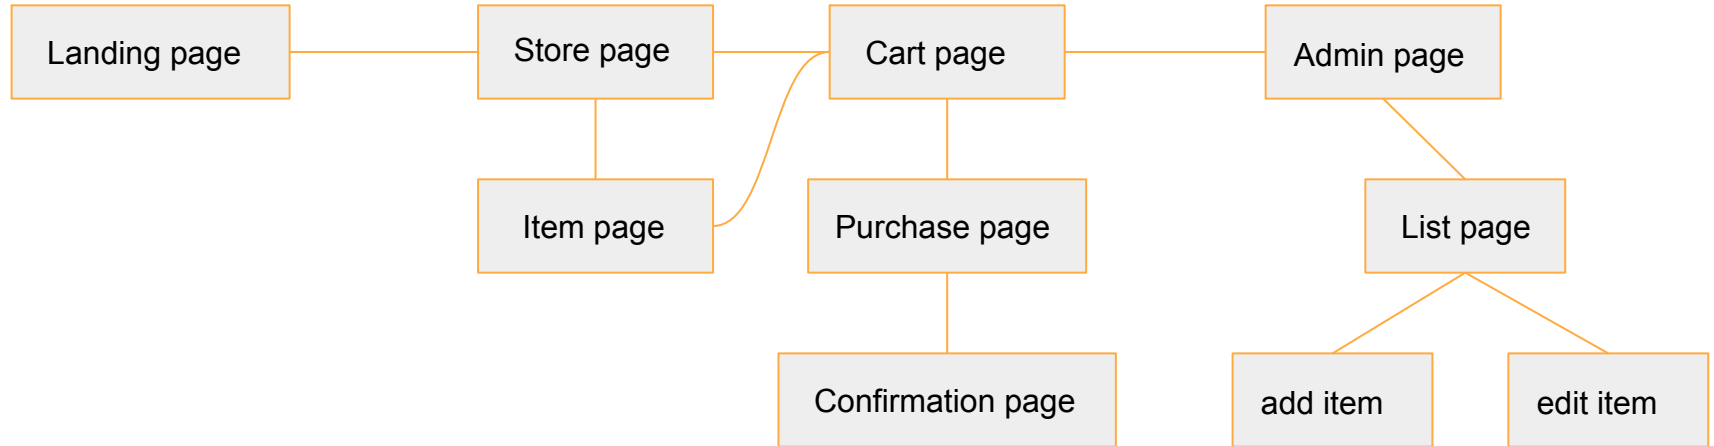 Landing page
Store page
Cart page
Admin page
Item page
Purchase page
List page
Confirmation page
add item
edit item